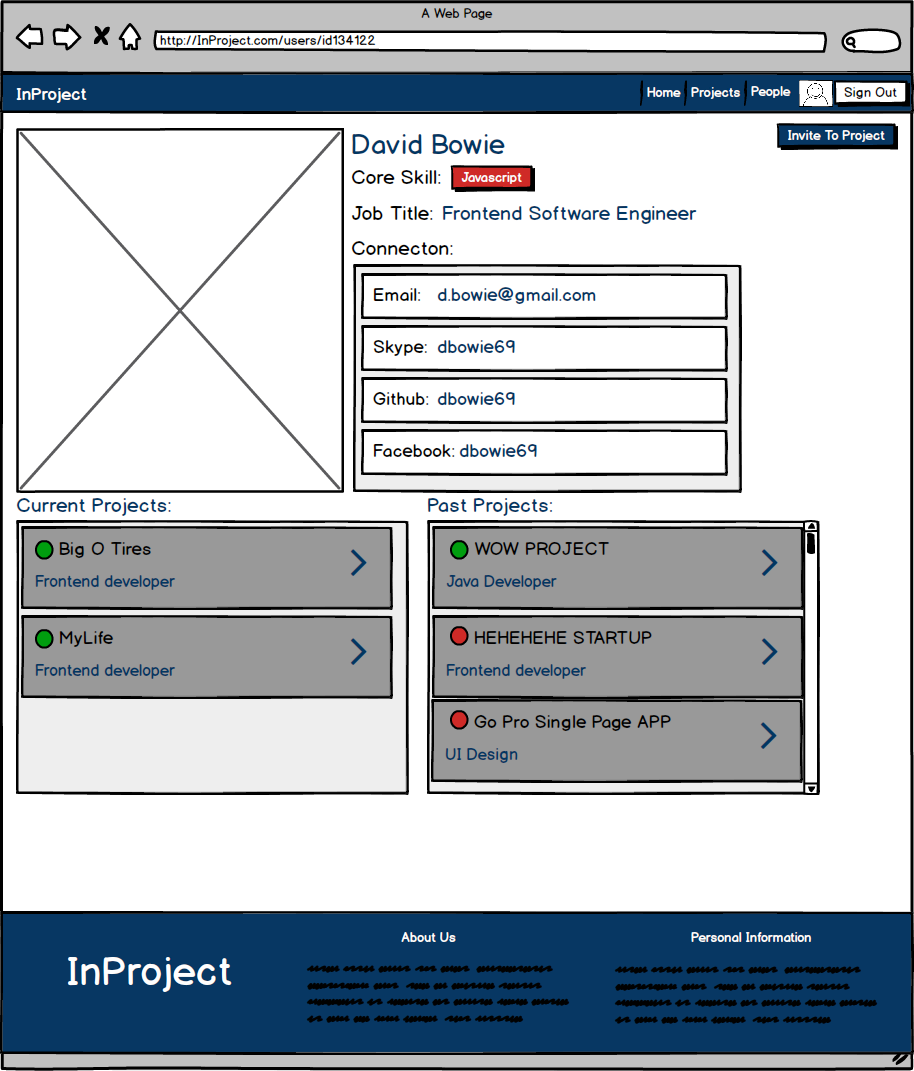 A Web Page
http://InProject.com/users/id134122
InProject
Home Projects People Sign Out
Invite To Project
David Bowie
Core Skill: Javascript
Job Title: Frontend Software Engineer
Connecton:
Email: d.bowie@gmail.com
Skype: dbowie69
Github: dbowie69
Facebook: dbowie69
Current Projects:
Big O Tires
Frontend developer
MyLife
Frontend developer
Past Projects:
WOW PROJECT
Java Developer
HEHEHEHE STARTUP
Frontend developer
Go Pro Single Page APP
UI Design
InProject
About Us
Personal Information